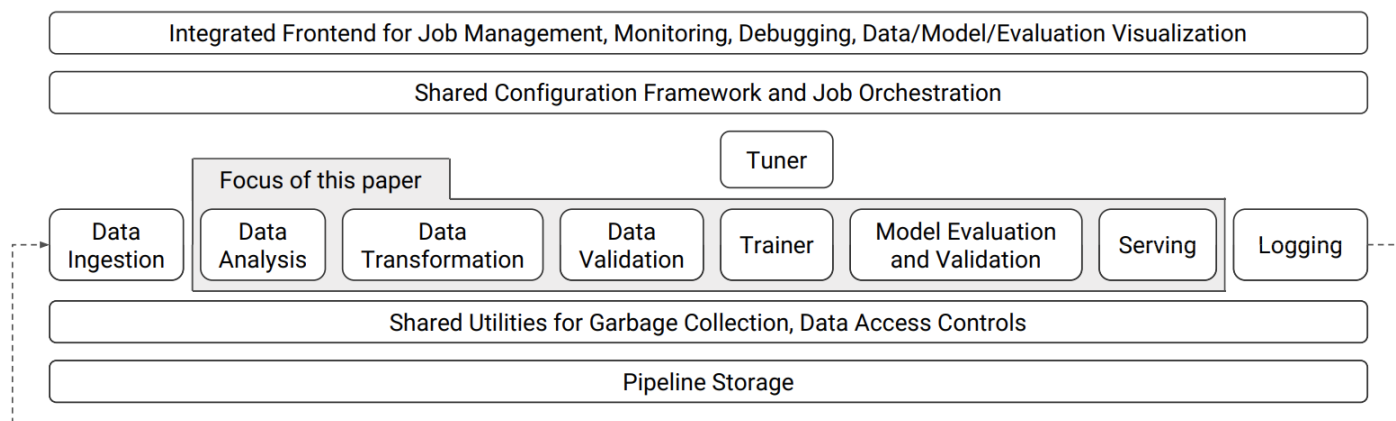 Integrated Frontend for Job Management, Monitoring, Debugging, Data/Model/Evaluation Visualization
Shared Configuration Framework and Job Orchestration
Tuner
Focus of this paper
Data
Ingestion
Data
Analysis
Data
Transformation
Data
Validation
Trainer
Model Evaluation
and Validation
Serving
Logging
Shared Utilities for Garbage Collection, Data Access Controls
Pipeline Storage